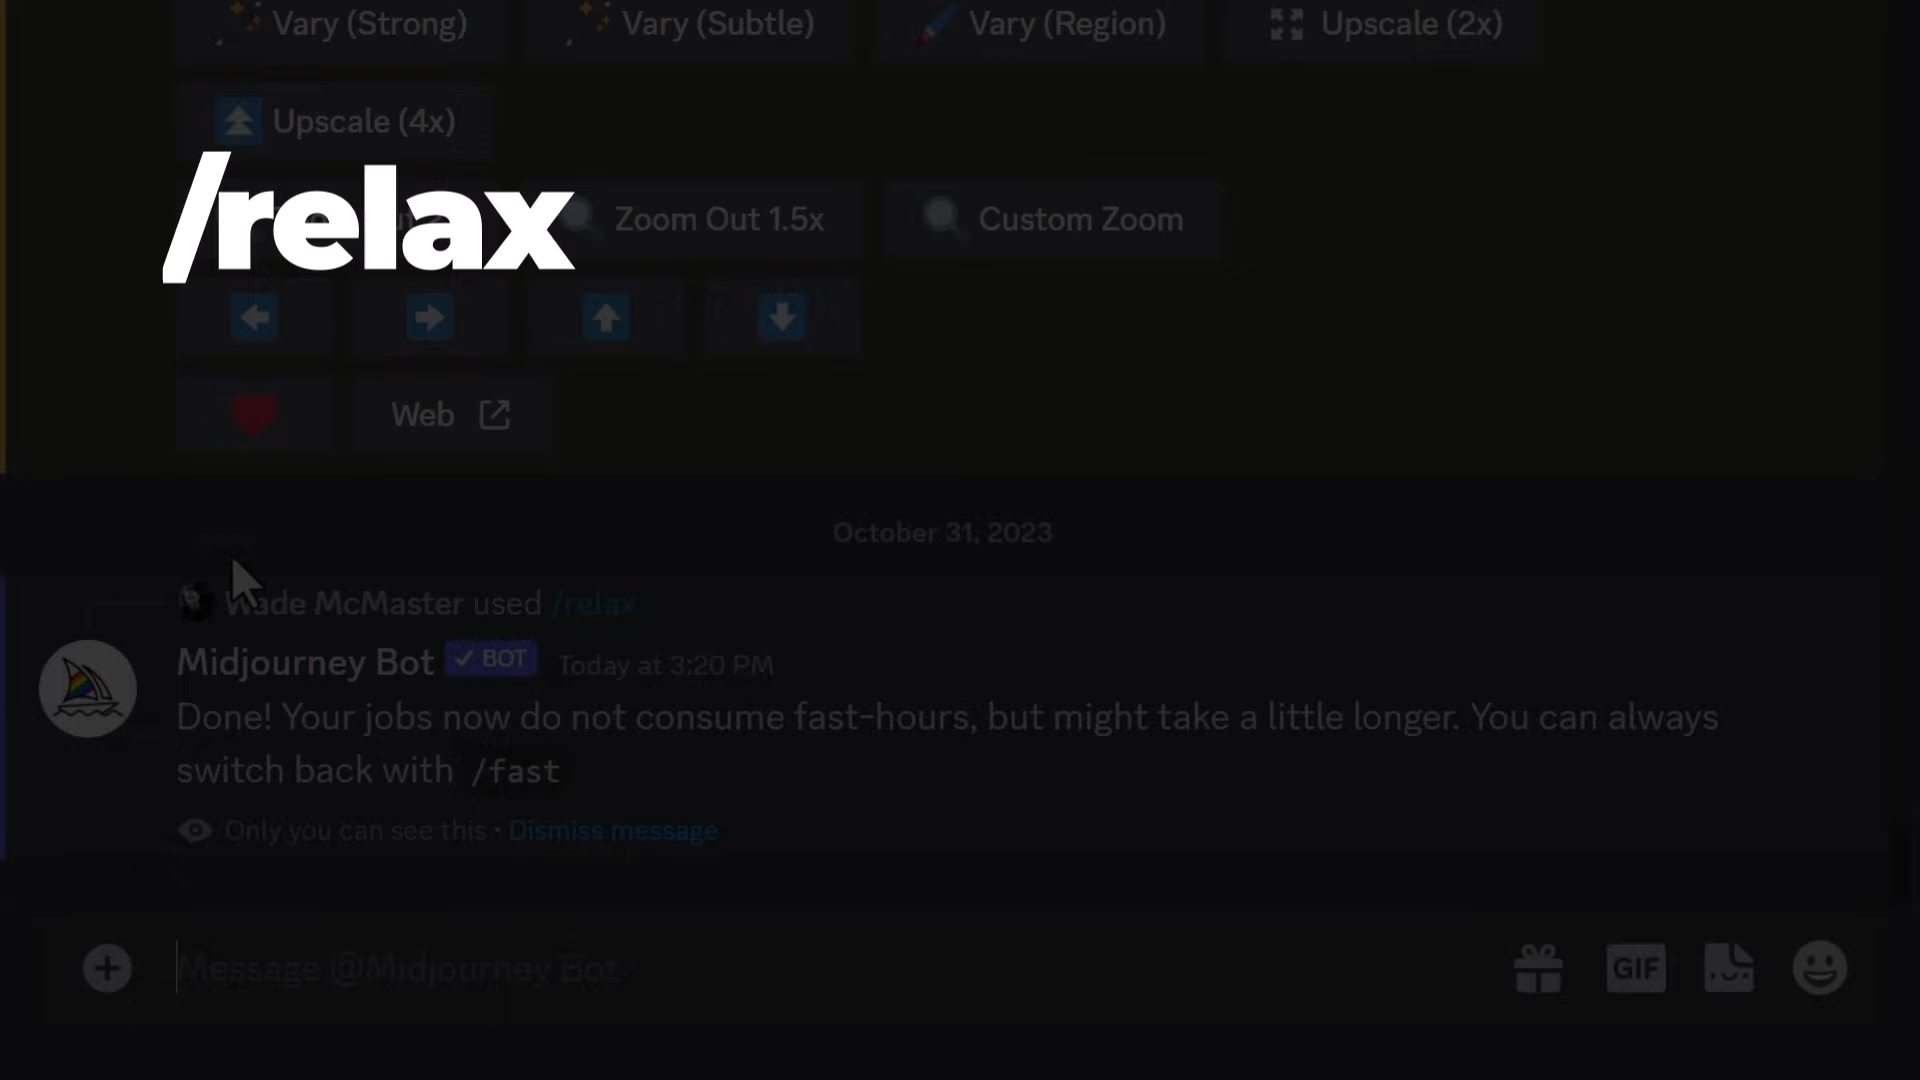 Vary (Strong) Vary (Subtle) Vary (Region) Upscale (2x)
Upscale (4x)
/relax
Zoom Out 1.5x Custom Zoom
Web
October 31, 2023
Wade McMaster used /relax
Midjourney Bot BOT Today at 3:20 PM
Done! Your jobs now do not consume fast-hours, but might take a little longer. You can always
switch back with /fast
Only you can see this • Dismiss message
Message @Midjourney Bot
GIF